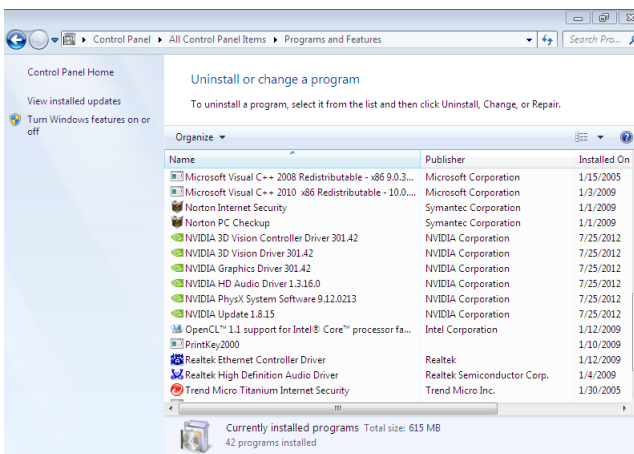 Control Panel ▸ All Control Panel Items ▸ Programs and Features
Search Pro...
Control Panel Home
View installed updates
Turn Windows features on or
off
Uninstall or change a program
To uninstall a program, select it from the list and then click Uninstall, Change, or Repair.
Organize
Name Publisher Installed On
Microsoft Visual C++ 2008 Redistributable - x86 9.0.3... Microsoft Corporation 1/15/2005
Microsoft Visual C++ 2010 x86 Redistributable - 10.0.... Microsoft Corporation 1/3/2009
Norton Internet Security Symantec Corporation 1/1/2009
Norton PC Checkup Symantec Corporation 1/1/2009
NVIDIA 3D Vision Controller Driver 301.42 NVIDIA Corporation 7/25/2012
NVIDIA 3D Vision Driver 301.42 NVIDIA Corporation 7/25/2012
NVIDIA Graphics Driver 301.42 NVIDIA Corporation 7/25/2012
NVIDIA HD Audio Driver 1.3.16.0 NVIDIA Corporation 7/25/2012
NVIDIA PhysX System Software 9.12.0213 NVIDIA Corporation 7/25/2012
NVIDIA Update 1.8.15 NVIDIA Corporation 7/25/2012
OpenCL™ 1.1 support for Intel® Core™ processor fa... Intel Corporation 1/12/2009
PrintKey2000 1/10/2009
Realtek Ethernet Controller Driver Realtek 1/12/2009
Realtek High Definition Audio Driver Realtek Semiconductor Corp. 1/4/2009
Trend Micro Titanium Internet Security Trend Micro Inc. 1/30/2005
Currently installed programs Total size: 615 MB
42 programs installed